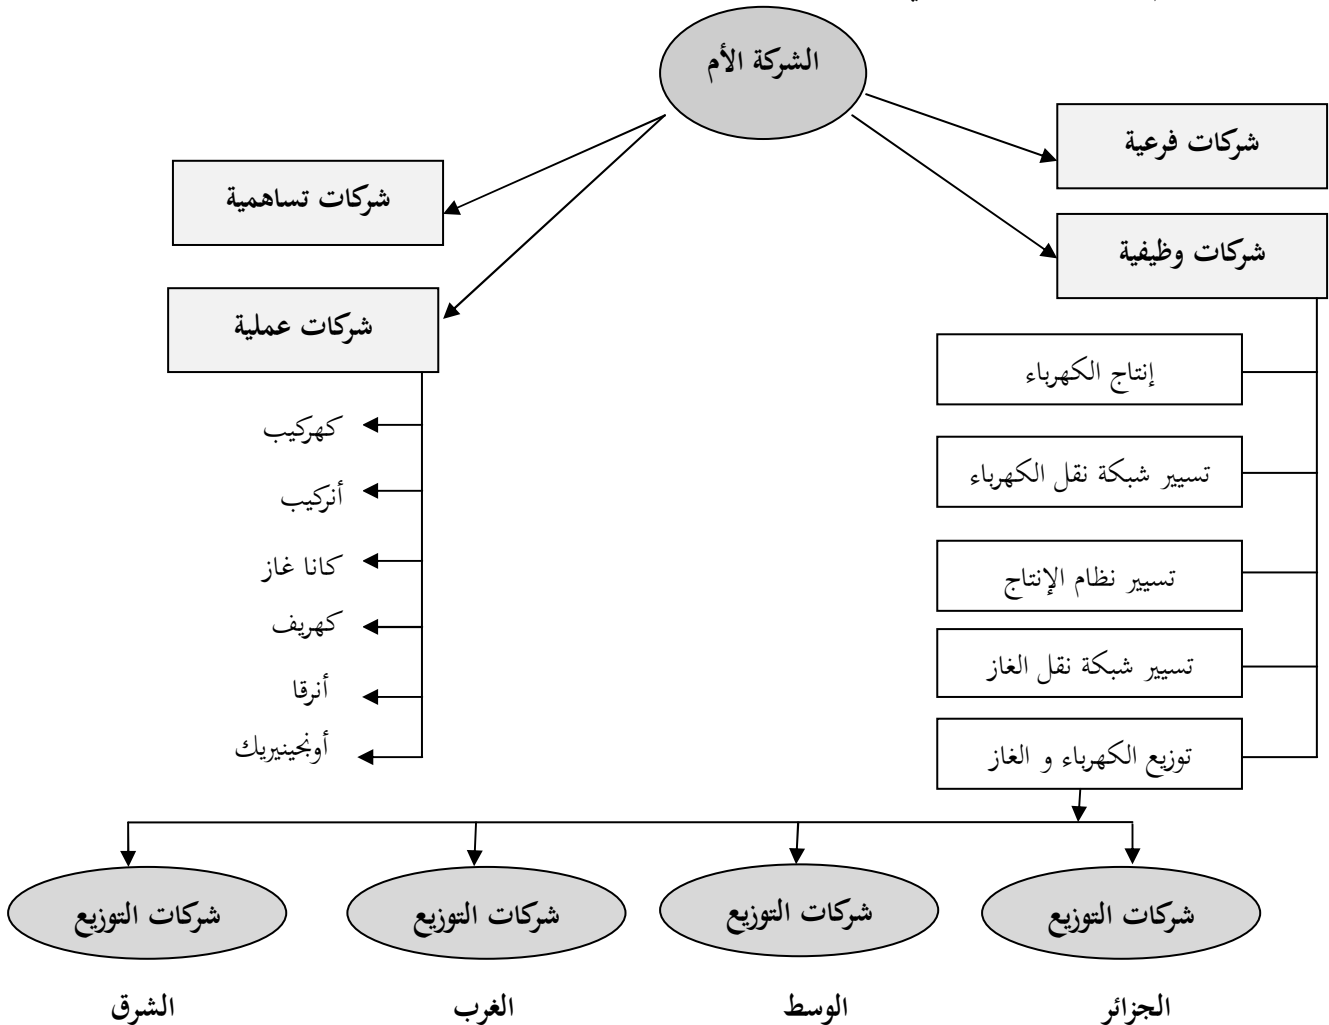 الشركة الأم
شركات فرعية
شركات تساهمية
شركات وظيفية
شركات عملية
إنتاج الكهرباء
تسيير شبكة نقل الكهرباء
تسيير نظام الإنتاج
تسيير شبكة نقل الغاز
توزيع الكهرباء و الغاز
كهركيب
أنركيب
كانا غاز
كهريف
أنرقا
أونجينيريك
شركات التوزيع
شركات التوزيع
شركات التوزيع
شركات التوزيع
الجزائر
الوسط
الغرب
الشرق